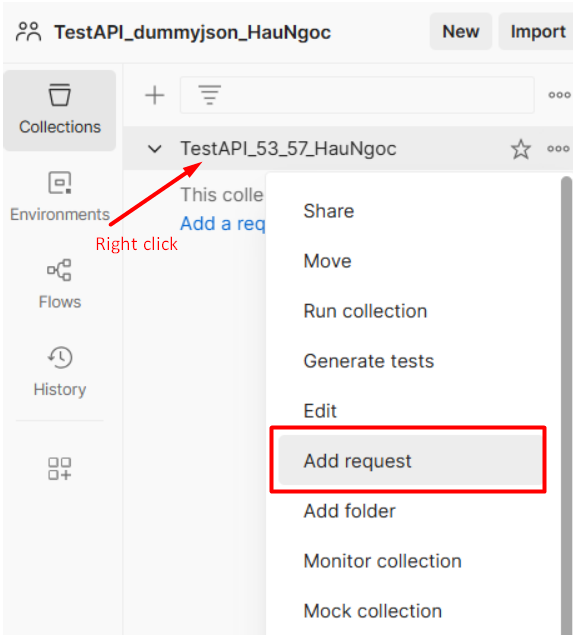 TestAPI_dummyjson_HauNgoc
New
Import
Collections
TestAPI_53_57_HauNgoc
This colle
Add a req
Environments
Right click
Flows
History
Share
Move
Run collection
Generate tests
Edit
Add request
Add folder
Monitor collection
Mock collection